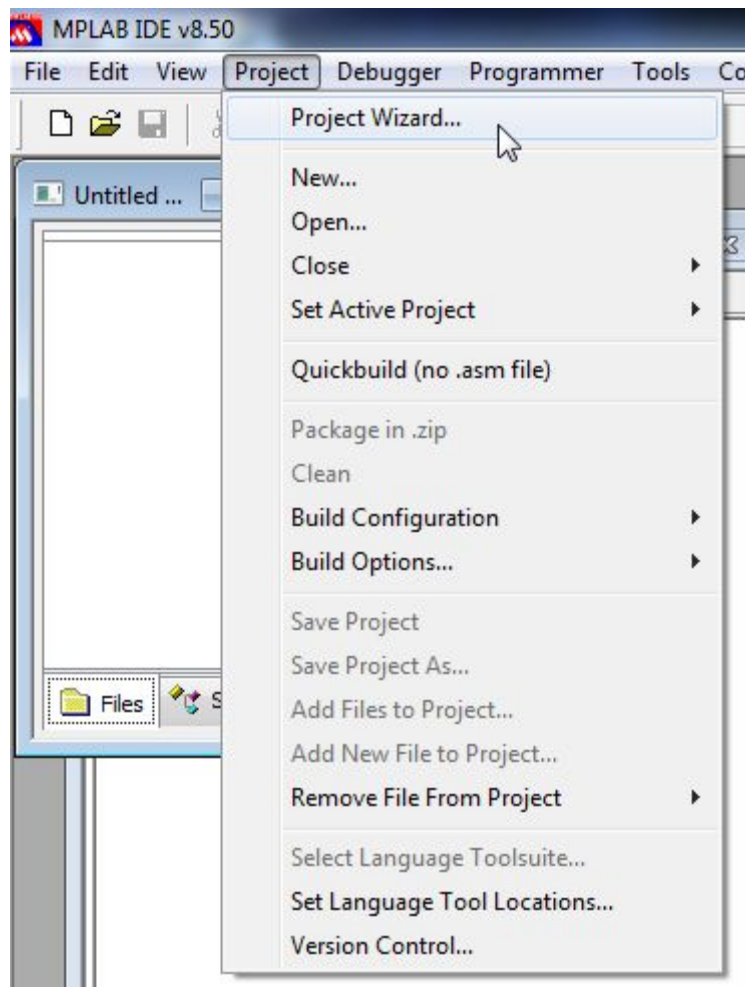 MPLAB IDE v8.50
File Edit View Project Debugger Programmer Tools Co
Project Wizard...
Untitled ...
New...
Open...
Close
Set Active Project
Quickbuild (no .asm file)
Package in .zip
Clean
Build Configuration
Build Options...
Save Project
Save Project As...
Files S
Add Files to Project...
Add New File to Project...
Remove File From Project
Select Language Toolsuite...
Set Language Tool Locations...
Version Control...